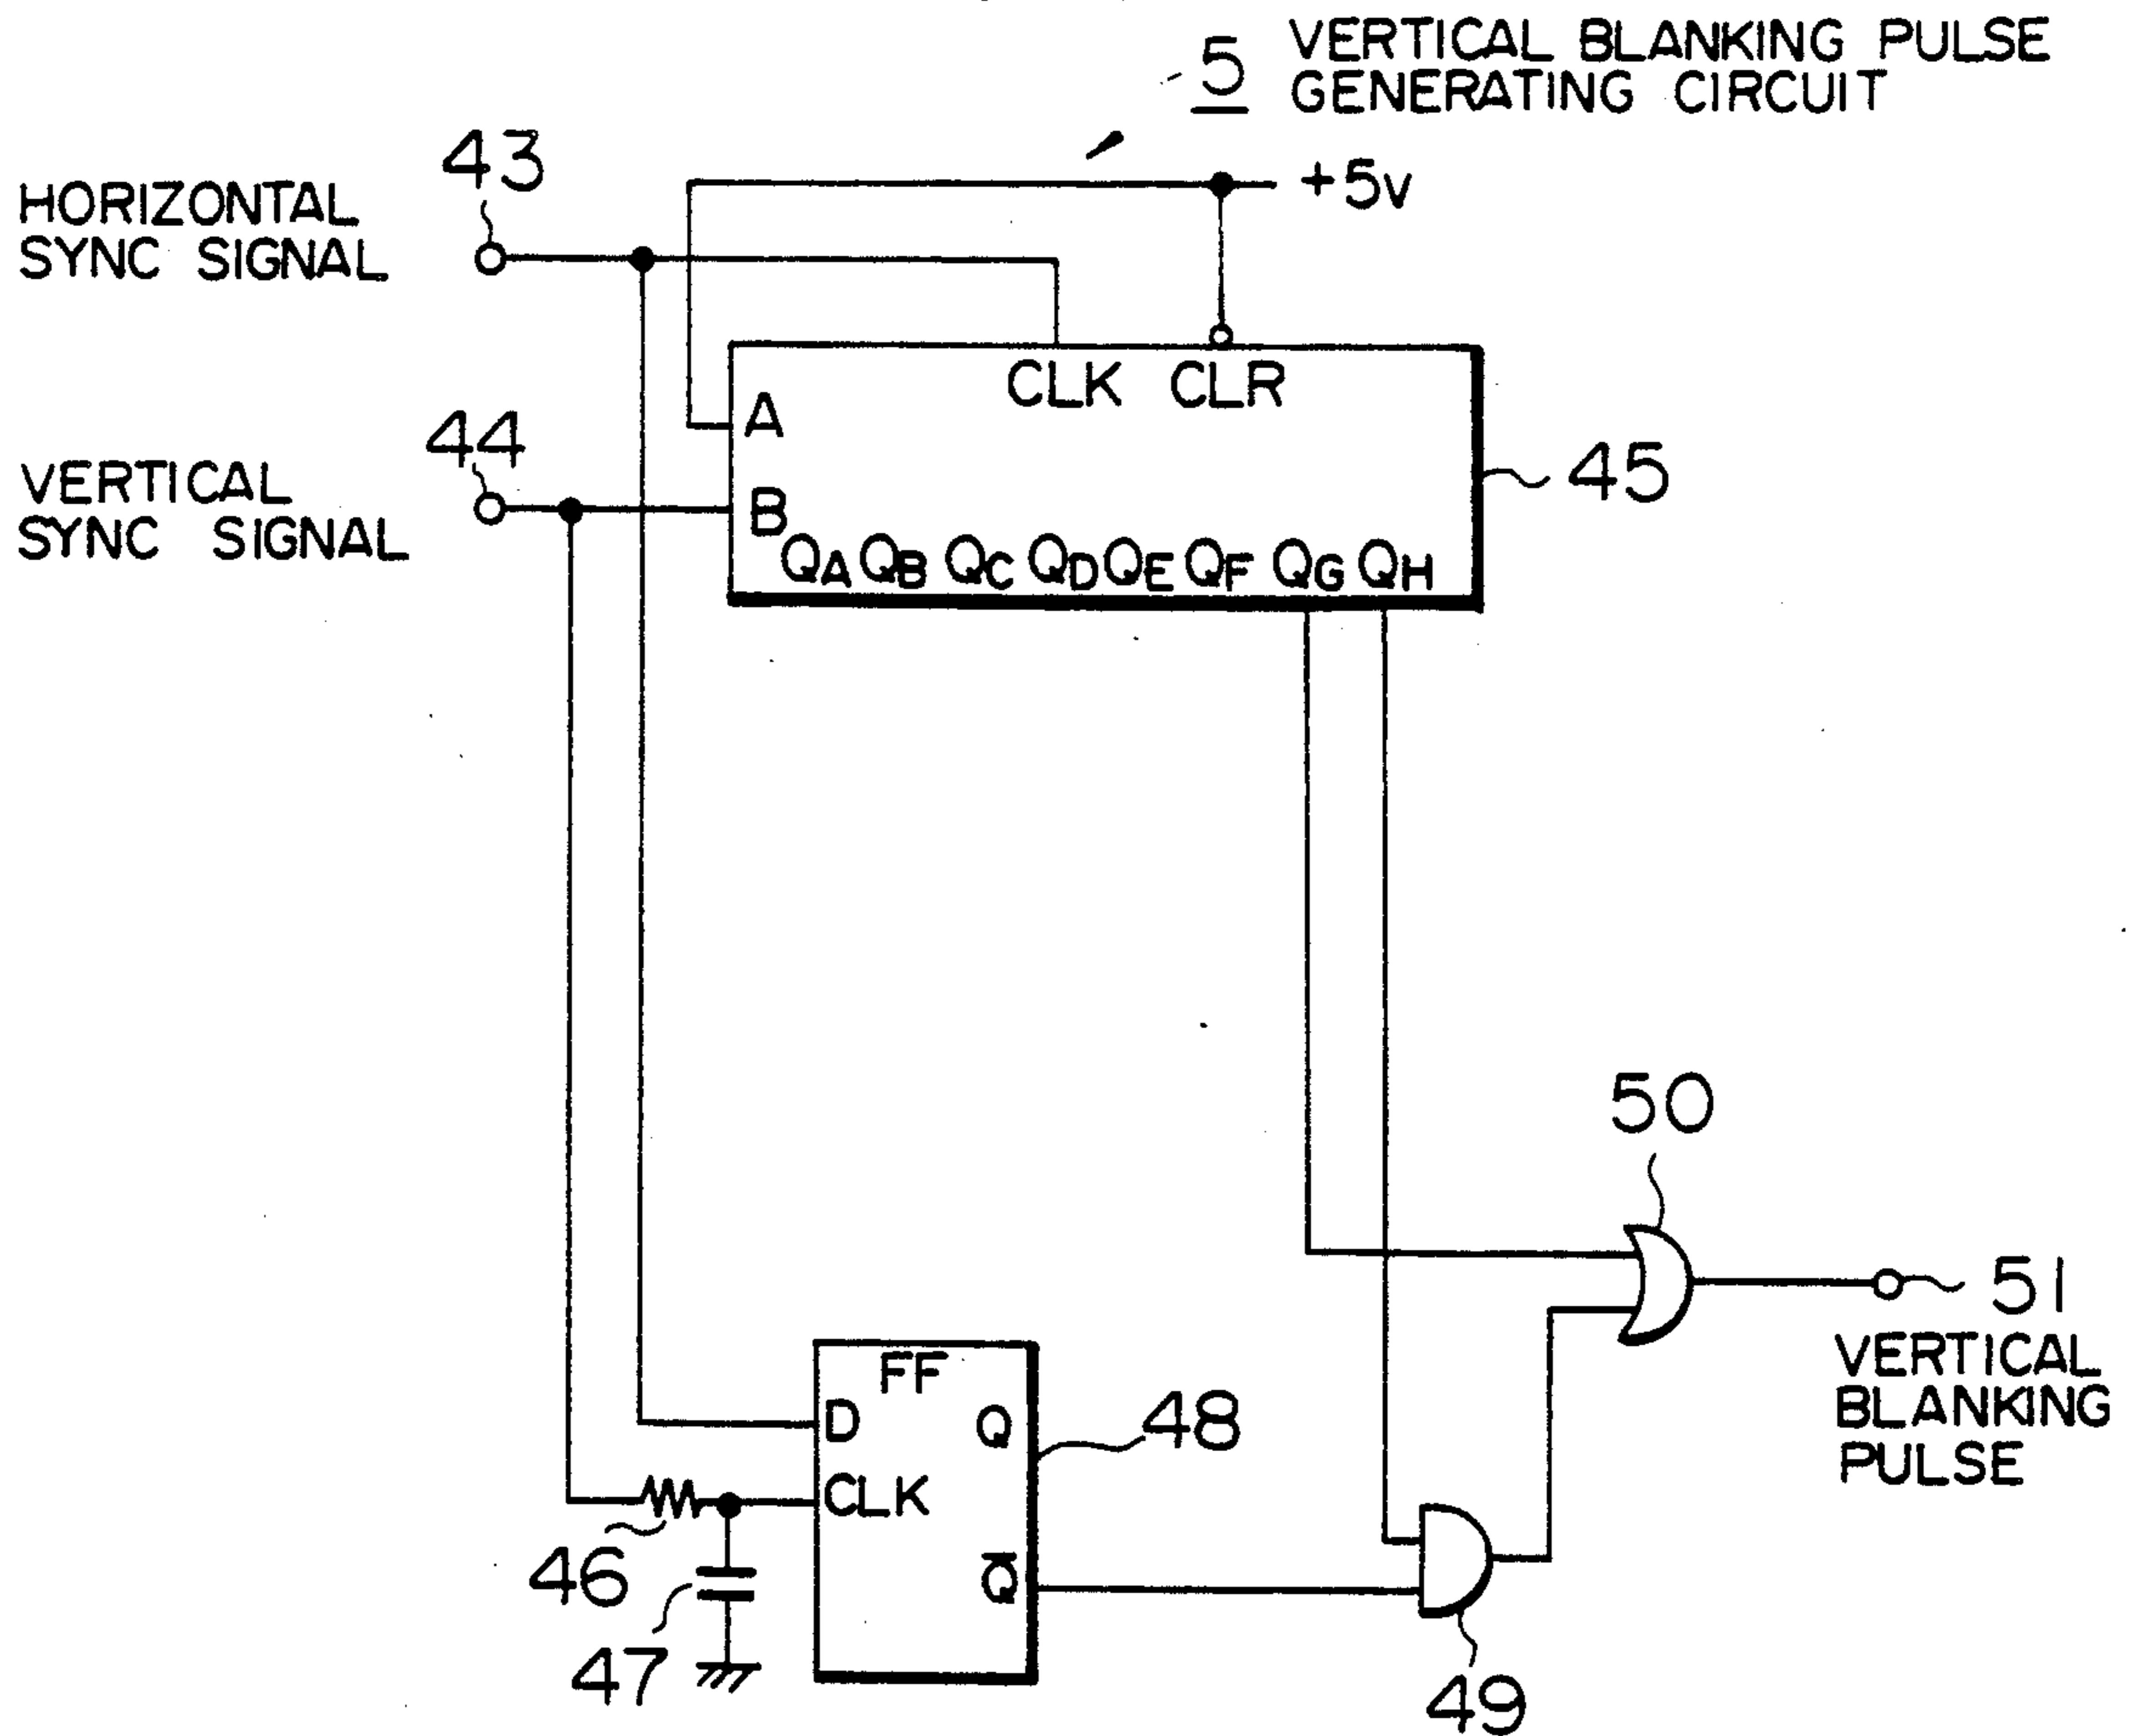 5 VERTICAL BLANKING PULSE
GENERATING CIRCUIT
43
+5v
HORIZONTAL
SYNC SIGNAL
CLK CLR
A
44
45
VERTICAL
SYNC SIGNAL
B
QA QB QC QD QE QF QG QH
50
51
VERTICAL
BLANKING
PULSE
FF
D Q
48
CLK
46
Q̅
47
49